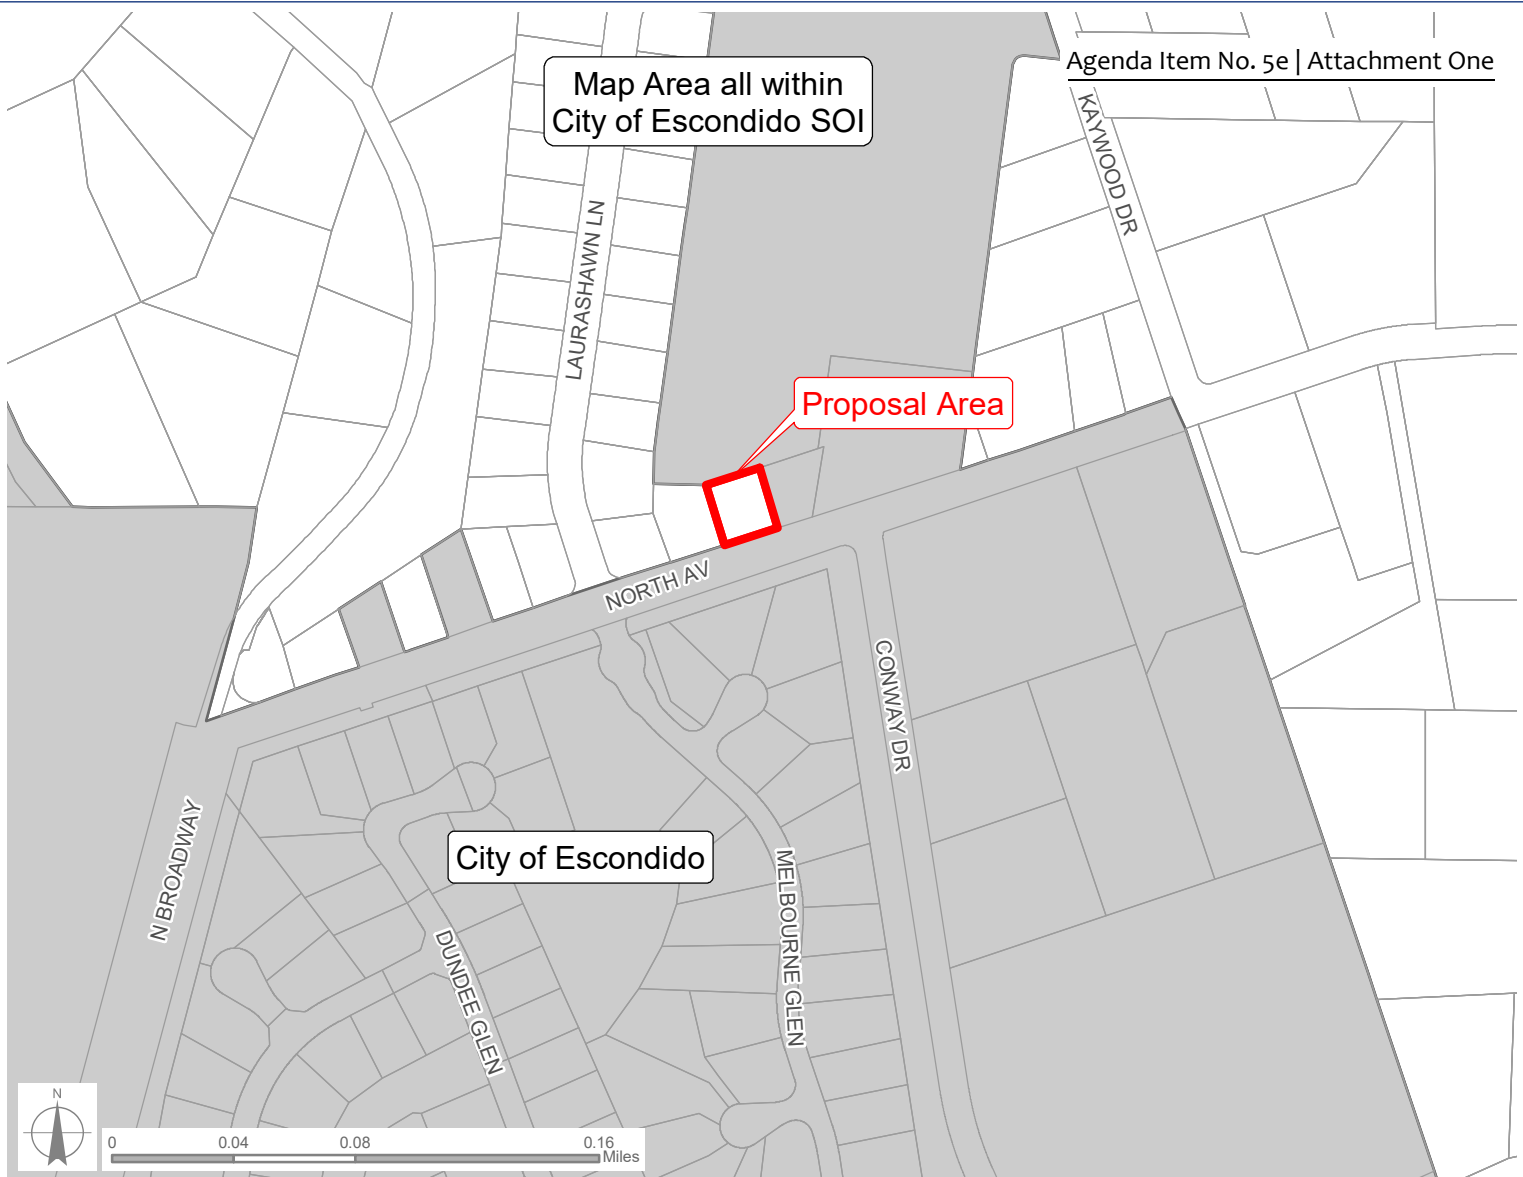 Agenda Item No. 5e | Attachment One
Map Area all within
City of Escondido SOI
KAYWOOD DR
LAURASHAWN LN
Proposal Area
NORTH AV
CONWAY DR
N BROADWAY
City of Escondido
MELBOURNE GLEN
DUNDEE GLEN
N
0 0.04 0.08 0.16
Miles